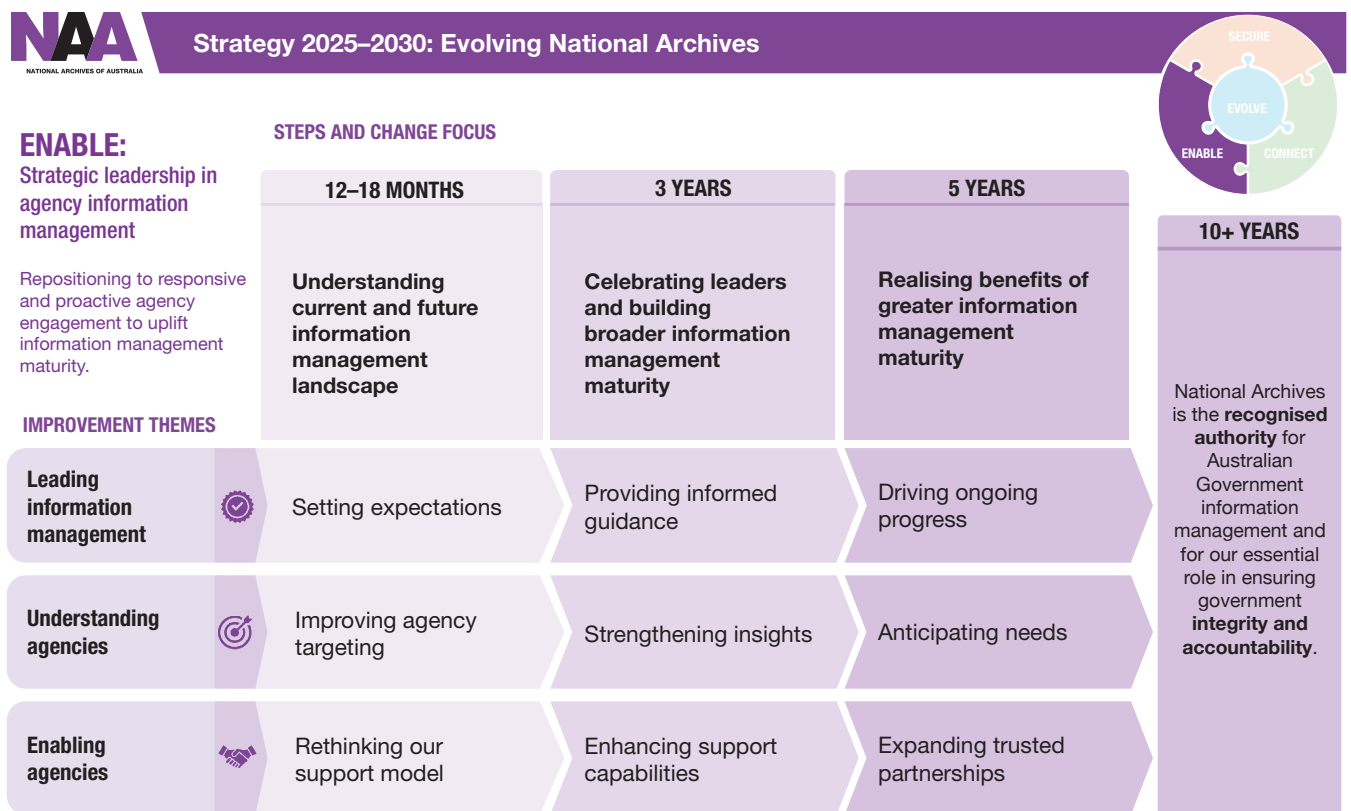 NAA
NATIONAL ARCHIVES OF AUSTRALIA
Strategy 2025–2030: Evolving National Archives
SECURE
EVOLVE
ENABLE
CONNECT
ENABLE:
Strategic leadership in
agency information
management
Repositioning to responsive
and proactive agency
engagement to uplift
information management
maturity.
STEPS AND CHANGE FOCUS
12–18 MONTHS
Understanding
current and future
information
management
landscape
3 YEARS
Celebrating leaders
and building
broader information
management
maturity
5 YEARS
Realising benefits of
greater information
management
maturity
10+ YEARS
National Archives
is the recognised
authority for
Australian
Government
information
management and
for our essential
role in ensuring
government
integrity and
accountability.
IMPROVEMENT THEMES
Leading
information
management
Setting expectations
Providing informed
guidance
Driving ongoing
progress
Understanding
agencies
Improving agency
targeting
Strengthening insights
Anticipating needs
Enabling
agencies
Rethinking our
support model
Enhancing support
capabilities
Expanding trusted
partnerships